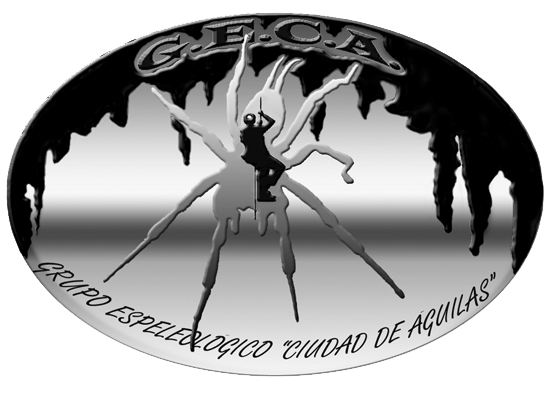 G.E.C.A.
GRUPO ESPELEOLOGICO "CIUDAD DE AGUILAS"